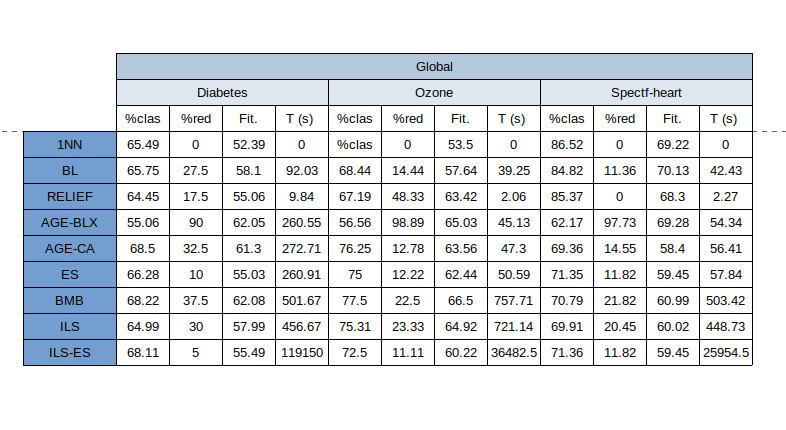 Global
Diabetes Ozone Spectf-heart
%clas %red Fit. T (s) %clas %red Fit. T (s) %clas %red Fit. T (s)
1NN 65.49 0 52.39 0 %clas 0 53.5 0 86.52 0 69.22 0
BL 65.75 27.5 58.1 92.03 68.44 14.44 57.64 39.25 84.82 11.36 70.13 42.43
RELIEF 64.45 17.5 55.06 9.84 67.19 48.33 63.42 2.06 85.37 0 68.3 2.27
AGE-BLX 55.06 90 62.05 260.55 56.56 98.89 65.03 45.13 62.17 97.73 69.28 54.34
AGE-CA 68.5 32.5 61.3 272.71 76.25 12.78 63.56 47.3 69.36 14.55 58.4 56.41
ES 66.28 10 55.03 260.91 75 12.22 62.44 50.59 71.35 11.82 59.45 57.84
BMB 68.22 37.5 62.08 501.67 77.5 22.5 66.5 757.71 70.79 21.82 60.99 503.42
ILS 64.99 30 57.99 456.67 75.31 23.33 64.92 721.14 69.91 20.45 60.02 448.73
ILS-ES 68.11 5 55.49 119150 72.5 11.11 60.22 36482.5 71.36 11.82 59.45 25954.5